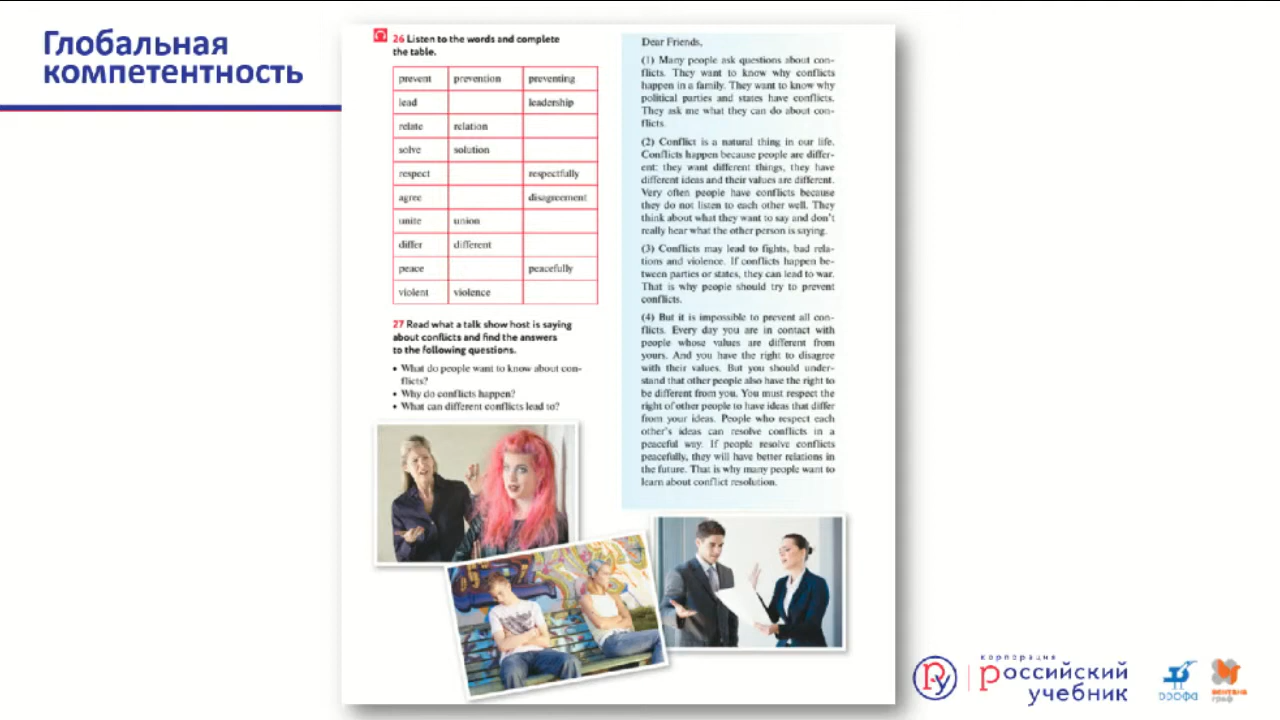 Глобальная
компетентность
26 Listen to the words and complete
the table.
prevent prevention preventing
lead leadership
relate relation
solve solution
respect respectfully
agree disagreement
unite union
differ different
peace peacefully
violent violence
27 Read what a talk show host is saying
about conflicts and find the answers
to the following questions.
• What do people want to know about con-
flicts?
• Why do conflicts happen?
• What can different conflicts lead to?
Dear Friends,
(1) Many people ask questions about con-
flicts. They want to know why conflicts
happen in a family. They want to know why
political parties and states have conflicts.
They ask me what they can do about con-
flicts.
(2) Conflict is a natural thing in our life.
Conflicts happen because people are differ-
ent: they want different things, they have
different ideas and their values are different.
Very often people have conflicts because
they do not listen to each other well. They
think about what they want to say and don't
really hear what the other person is saying.
(3) Conflicts may lead to fights, bad rela-
tions and violence. If conflicts happen be-
tween parties or states, they can lead to war.
That is why people should try to prevent
conflicts.
(4) But it is impossible to prevent all con-
flicts. Every day you are in contact with
people whose values are different from
yours. And you have the right to disagree
with their values. But you should under-
stand that other people also have the right to
be different from you. You must respect the
right of other people to have ideas that differ
from your ideas. People who respect each
other's ideas can resolve conflicts in a
peaceful way. If people resolve conflicts
peacefully, they will have better relations in
the future. That is why many people want to
learn about conflict resolution.
корпорация
российский
учебник
дрофа
вентана
граф